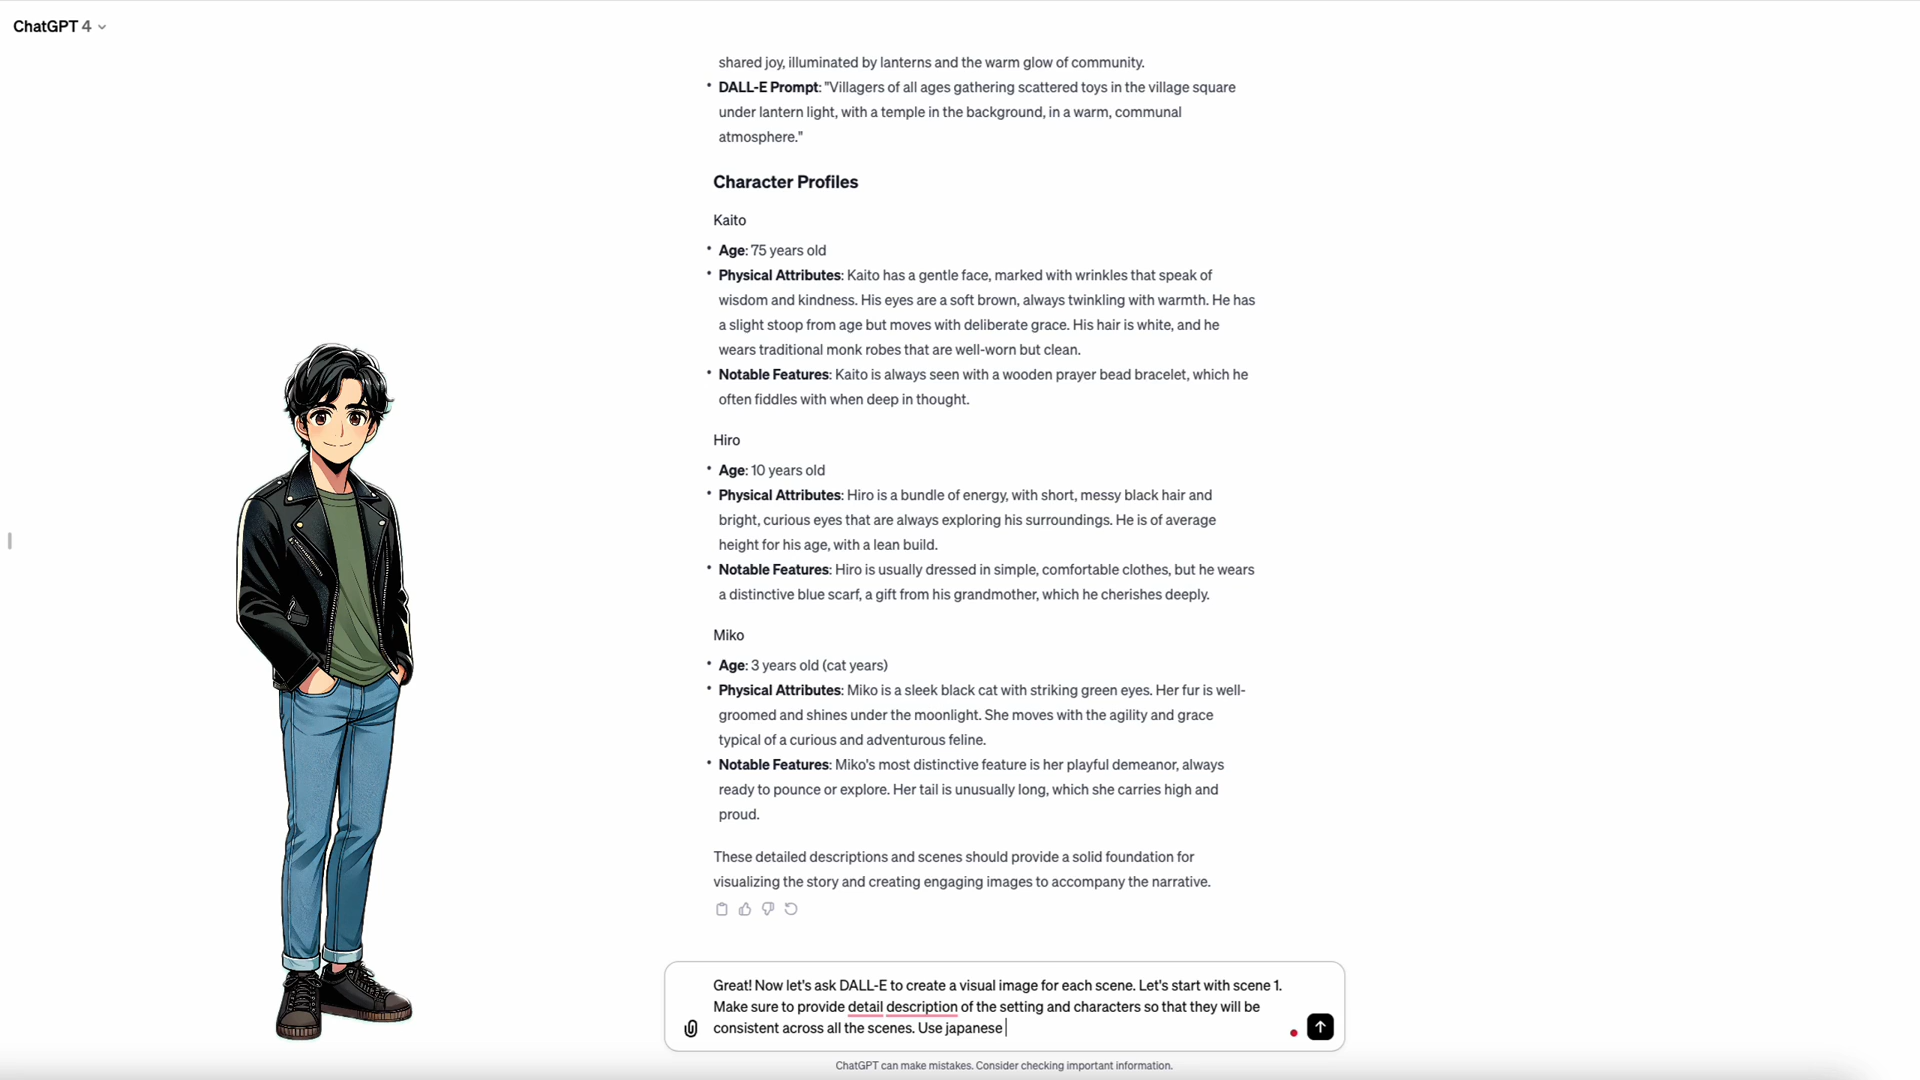 ChatGPT 4
shared joy, illuminated by lanterns and the warm glow of community.
• DALL-E Prompt: "Villagers of all ages gathering scattered toys in the village square
under lantern light, with a temple in the background, in a warm, communal
atmosphere."
Character Profiles
Kaito
• Age: 75 years old
• Physical Attributes: Kaito has a gentle face, marked with wrinkles that speak of
wisdom and kindness. His eyes are a soft brown, always twinkling with warmth. He has
a slight stoop from age but moves with deliberate grace. His hair is white, and he
wears traditional monk robes that are well-worn but clean.
• Notable Features: Kaito is always seen with a wooden prayer bead bracelet, which he
often fiddles with when deep in thought.
Hiro
• Age: 10 years old
• Physical Attributes: Hiro is a bundle of energy, with short, messy black hair and
bright, curious eyes that are always exploring his surroundings. He is of average
height for his age, with a lean build.
• Notable Features: Hiro is usually dressed in simple, comfortable clothes, but he wears
a distinctive blue scarf, a gift from his grandmother, which he cherishes deeply.
Miko
• Age: 3 years old (cat years)
• Physical Attributes: Miko is a sleek black cat with striking green eyes. Her fur is well-
groomed and shines under the moonlight. She moves with the agility and grace
typical of a curious and adventurous feline.
• Notable Features: Miko's most distinctive feature is her playful demeanor, always
ready to pounce or explore. Her tail is unusually long, which she carries high and
proud.
These detailed descriptions and scenes should provide a solid foundation for
visualizing the story and creating engaging images to accompany the narrative.
Great! Now let's ask DALL-E to create a visual image for each scene. Let's start with scene 1.
Make sure to provide detail description of the setting and characters so that they will be
consistent across all the scenes. Use japanese
ChatGPT can make mistakes. Consider checking important information.